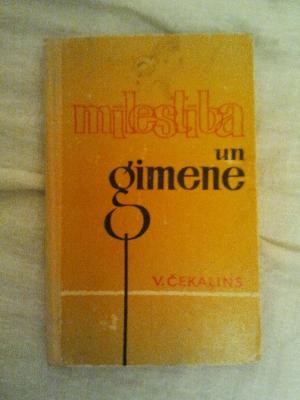 mīlestība
un
ģimene
V. ČEKALINS